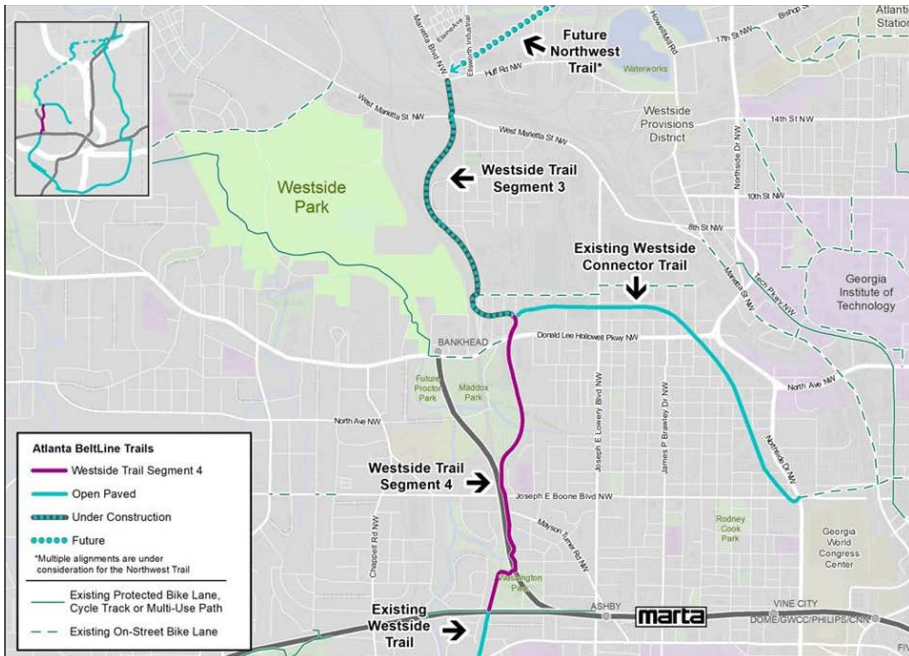 Marietta Blvd NW
Elaine Ave
Ellsworth Industrial
Future
Northwest
Trail*
Huff Rd NW
Waterworks
Howell Mill Rd
17th St NW
Bishop St
Atlantic
Station
West Marietta St NW
West Marietta St NW
Westside
Provisions
District
14th St NW
Northside Dr NW
Westside
Park
Westside Trail
Segment 3
10th St NW
8th St NW
Existing Westside
Connector Trail
Marietta St NW
Tech Pkwy NW
Georgia
Institute of
Technology
BANKHEAD
Donald Lee Hollowell Pkwy NW
Future
Proctor
Park
Maddox
Park
North Ave NW
North Ave NW
Joseph E Lowery Blvd NW
James P Brawley Dr NW
Northside Dr NW
Atlanta BeltLine Trails
Westside Trail Segment 4
Open Paved
Under Construction
Future
*Multiple alignments are under
consideration for the Northwest Trail
Existing Protected Bike Lane,
Cycle Track or Multi-Use Path
Existing On-Street Bike Lane
Westside Trail
Segment 4
Joseph E Boone Blvd NW
Mayson Turner Rd NW
Chappell Rd NW
Rodney
Cook
Park
Georgia
World
Congress
Center
Washington
Park
Existing
Westside
Trail
ASHBY
marta
VINE CITY
DOME/GWCC/PHILIPS/CNN
FIV